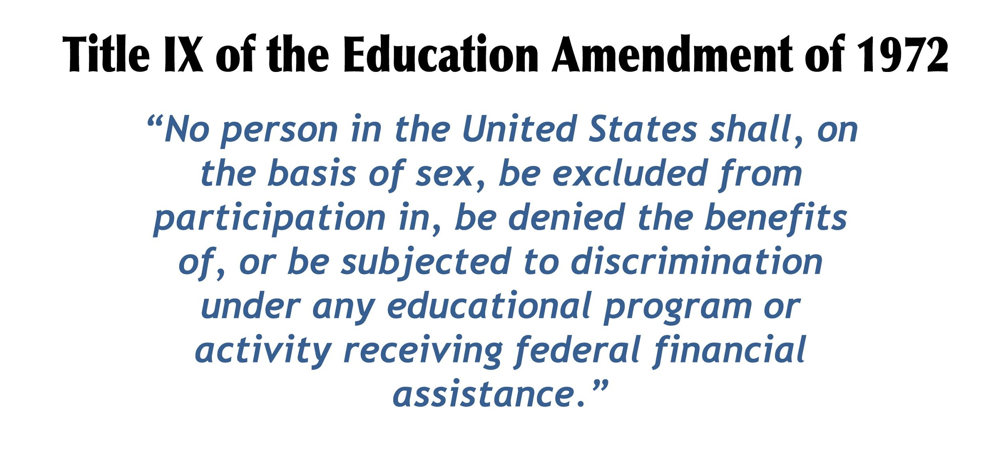 Title IX of the Education Amendment of 1972
“No person in the United States shall, on
the basis of sex, be excluded from
participation in, be denied the benefits
of, or be subjected to discrimination
under any educational program or
activity receiving federal financial
assistance.”